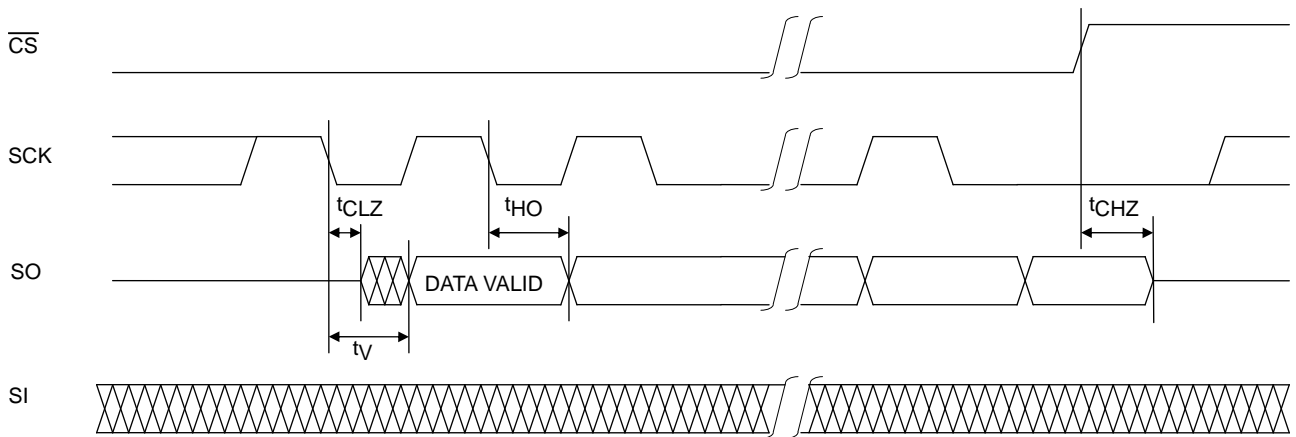 CS
SCK
tCLZ
tHO
tCHZ
SO
DATA VALID
tV
SI